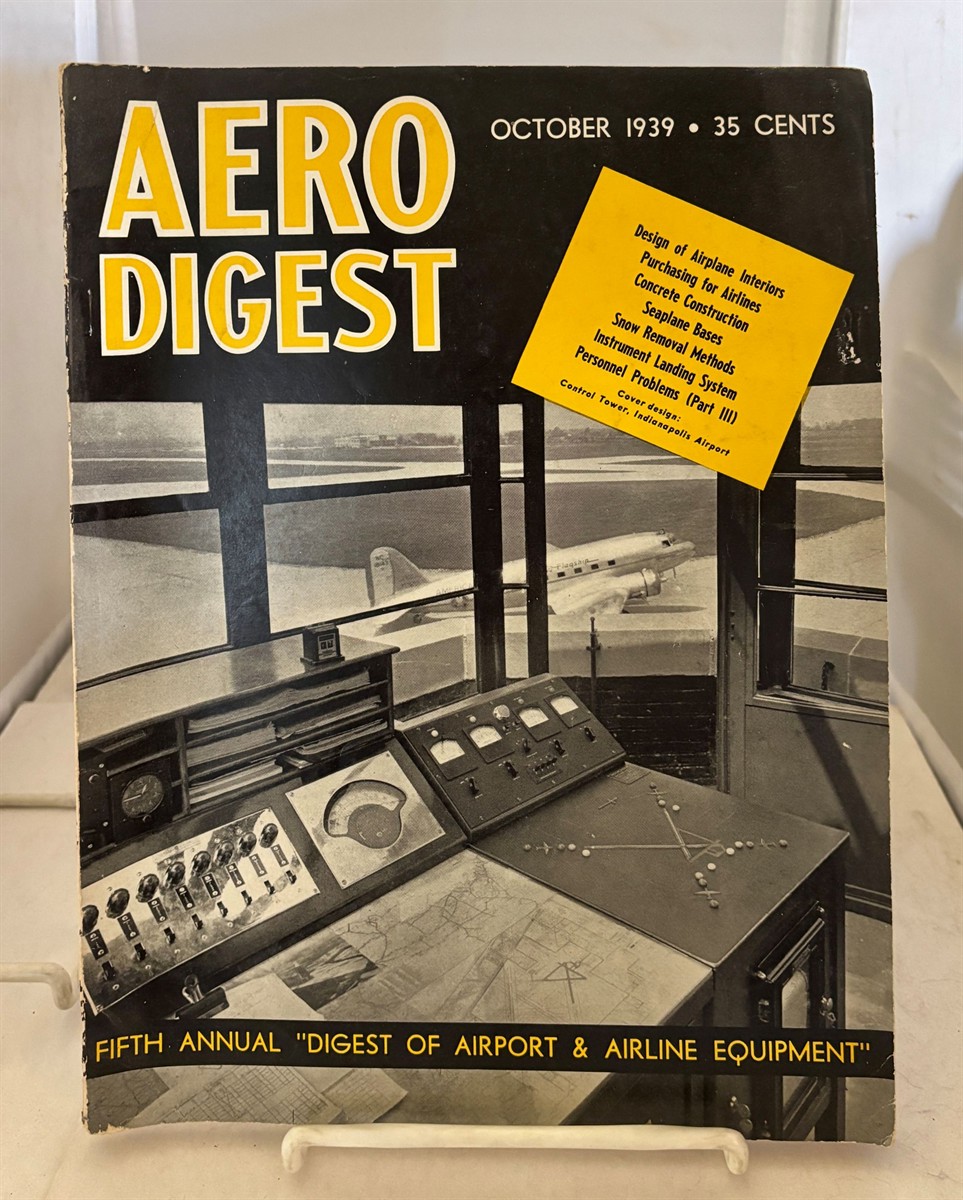 AERO
DIGEST
OCTOBER 1939 • 35 CENTS
Design of Airplane Interiors
Purchasing for Airlines
Concrete Construction
Seaplane Bases
Snow Removal Methods
Instrument Landing System
Personnel Problems (Part III)
Cover design:
Control Tower, Indianapolis Airport
Flagship
FIFTH ANNUAL "DIGEST OF AIRPORT & AIRLINE EQUIPMENT"